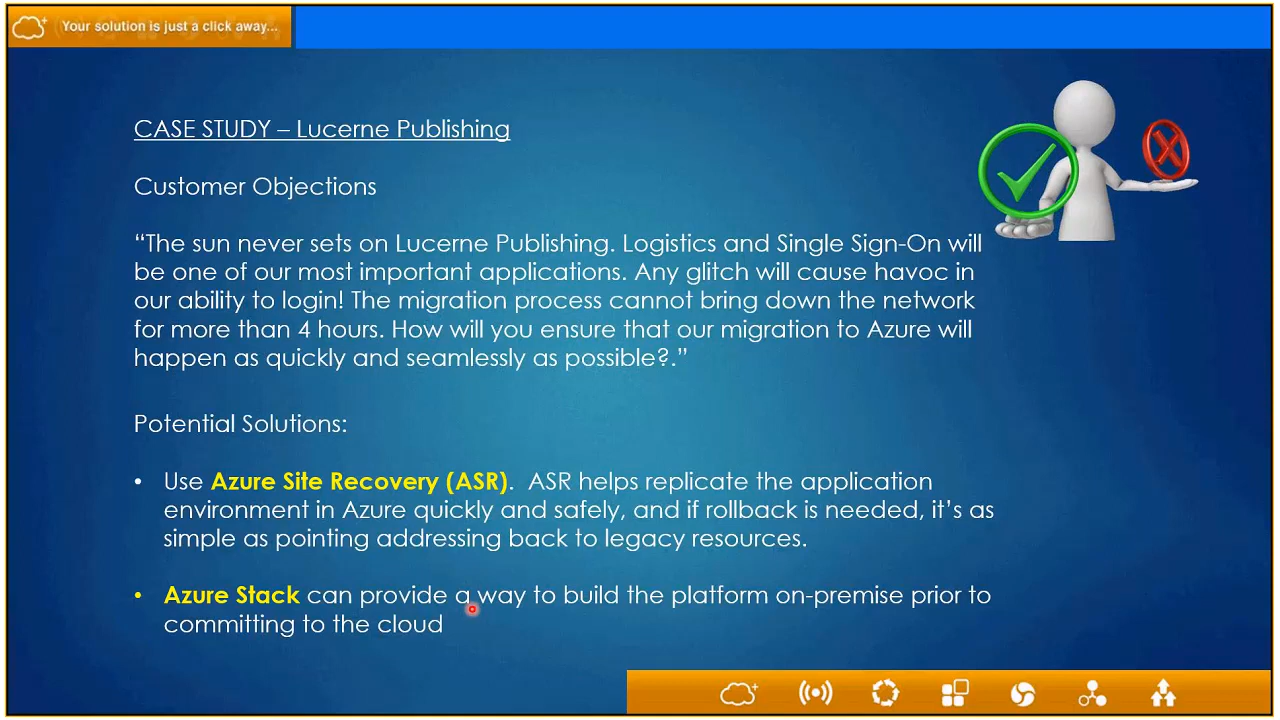 Your solution is just a click away...
CASE STUDY – Lucerne Publishing
Customer Objections
“The sun never sets on Lucerne Publishing. Logistics and Single Sign-On will
be one of our most important applications. Any glitch will cause havoc in
our ability to login! The migration process cannot bring down the network
for more than 4 hours. How will you ensure that our migration to Azure will
happen as quickly and seamlessly as possible?.”
Potential Solutions:
• Use Azure Site Recovery (ASR). ASR helps replicate the application
environment in Azure quickly and safely, and if rollback is needed, it’s as
simple as pointing addressing back to legacy resources.
• Azure Stack can provide a way to build the platform on-premise prior to
committing to the cloud